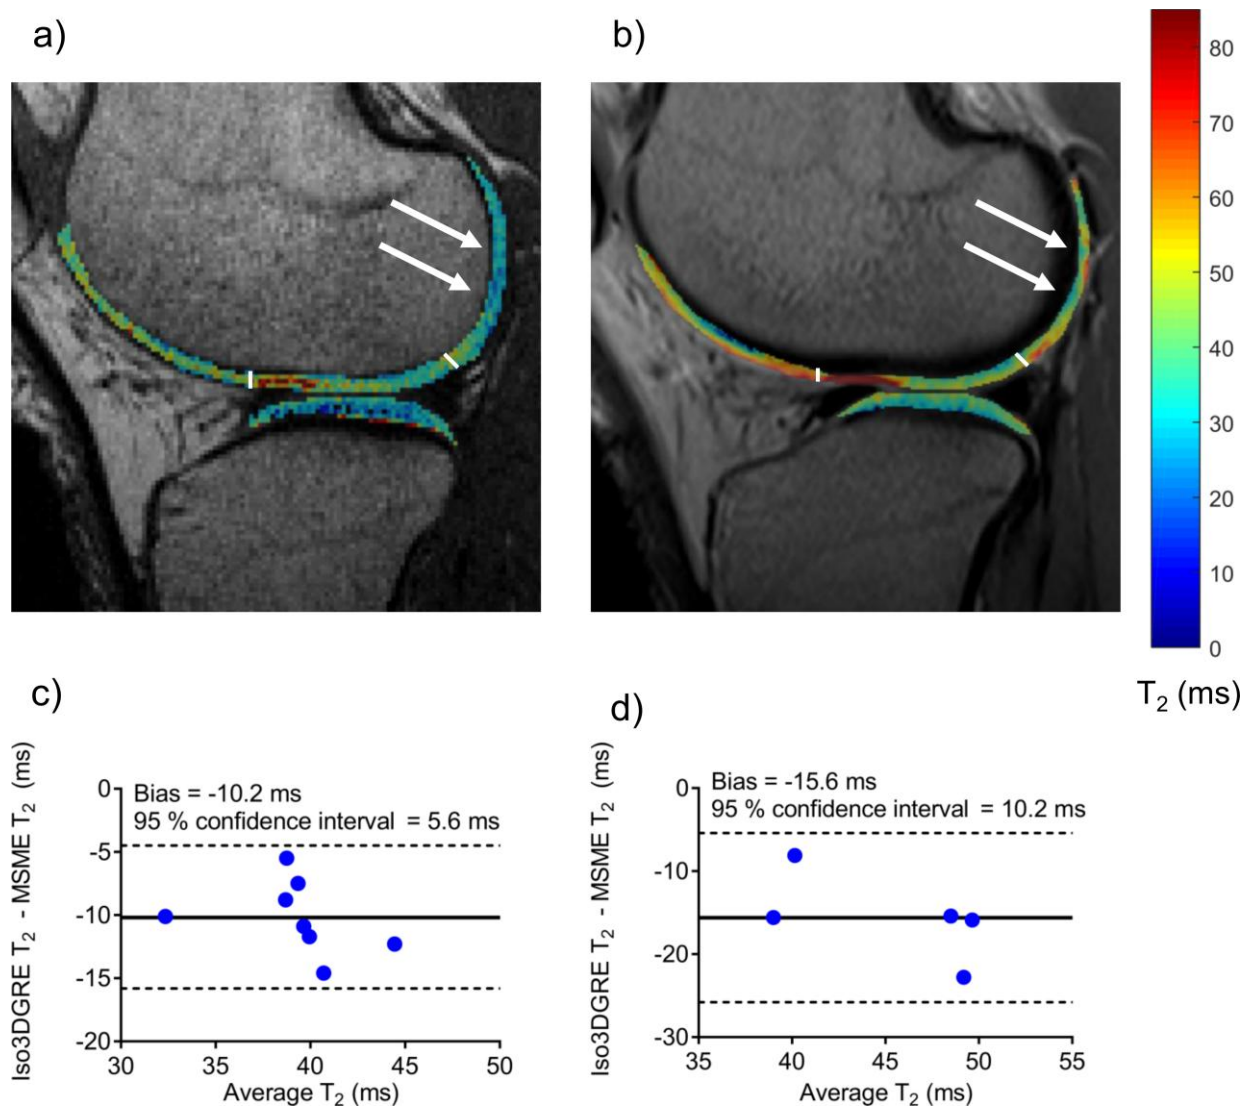 a)
b)
80
70
60
50
40
30
20
10
0
T₂ (ms)
c)
Iso3DGRE T₂ - MSME T₂ (ms)
Bias = -10.2 ms
95 % confidence interval = 5.6 ms
0
-5
-10
-15
-20
30
35
40
45
50
Average T₂ (ms)
d)
Iso3DGRE T₂ - MSME T₂ (ms)
Bias = -15.6 ms
95 % confidence interval = 10.2 ms
0
-10
-20
-30
35
40
45
50
55
Average T₂ (ms)